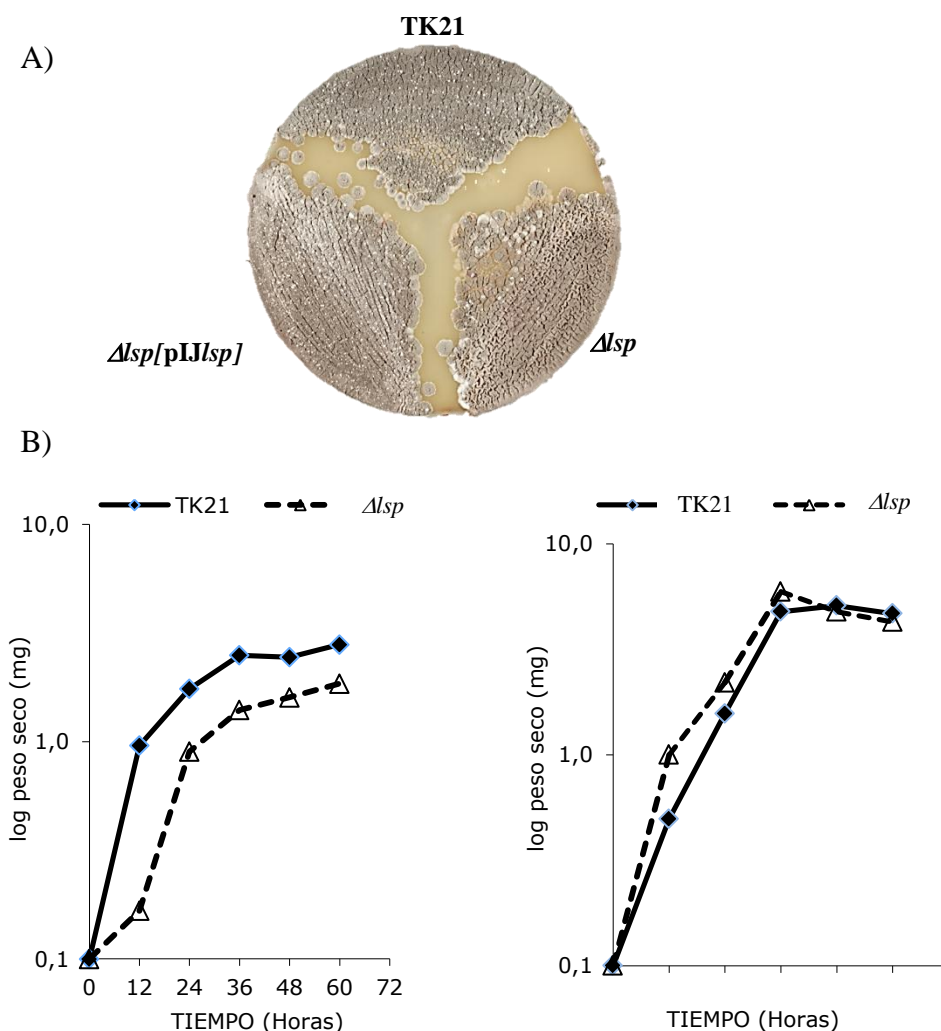 TK21
A)
Δlsp[pIJlsp]
Δlsp
B)
TK21
Δlsp
10,0
1,0
0,1
log peso seco (mg)
0 12 24 36 48 60 72
TIEMPO (Horas)
TK21
Δlsp
10,0
1,0
0,1
log peso seco (mg)
TIEMPO (Horas)